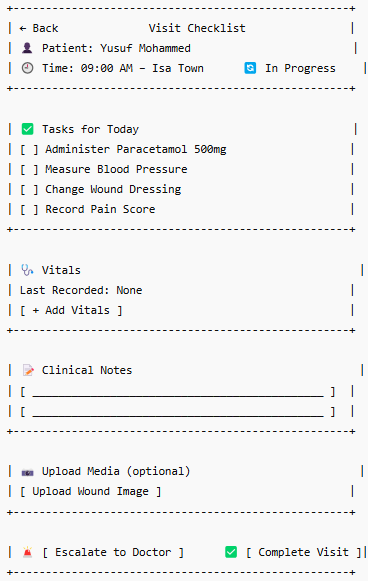 +----------------------------------------------------+
| ← Back              Visit Checklist                |
| 👤 Patient: Yusuf Mohammed                         |
| 🕘 Time: 09:00 AM – Isa Town      🔄 In Progress    |
+----------------------------------------------------+
| ✅ Tasks for Today                                 |
| [ ] Administer Paracetamol 500mg                   |
| [ ] Measure Blood Pressure                         |
| [ ] Change Wound Dressing                          |
| [ ] Record Pain Score                              |
+----------------------------------------------------+
| 🩺 Vitals                                          |
| Last Recorded: None                                |
| [ + Add Vitals ]                                   |
+----------------------------------------------------+
| 📝 Clinical Notes                                  |
| [ _____________________________________________ ]  |
| [ _____________________________________________ ]  |
+----------------------------------------------------+
| 📷 Upload Media (optional)                         |
| [ Upload Wound Image ]                             |
+----------------------------------------------------+
| 🚨 [ Escalate to Doctor ]      ✅ [ Complete Visit ]|
+----------------------------------------------------+